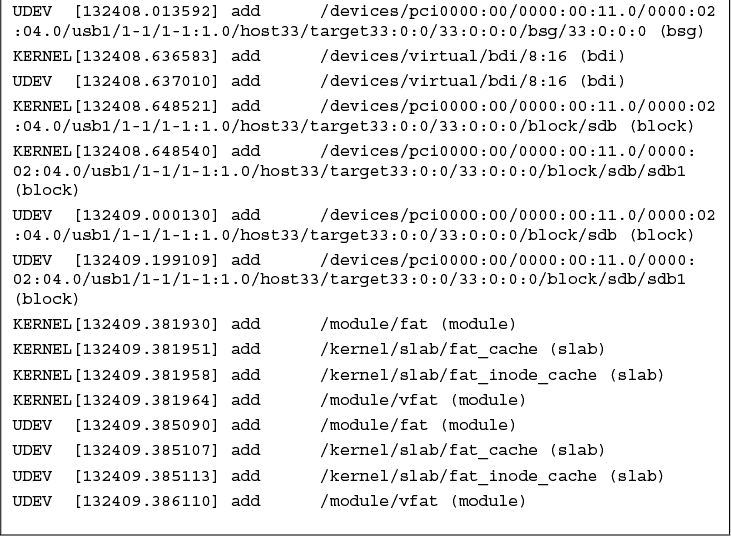 UDEV  [132408.013592] add      /devices/pci0000:00/0000:00:11.0/0000:02
:04.0/usb1/1-1/1-1:1.0/host33/target33:0:0/33:0:0:0/bsg/33:0:0:0 (bsg)
KERNEL[132408.636583] add      /devices/virtual/bdi/8:16 (bdi)
UDEV  [132408.637010] add      /devices/virtual/bdi/8:16 (bdi)
KERNEL[132408.648521] add      /devices/pci0000:00/0000:00:11.0/0000:02
:04.0/usb1/1-1/1-1:1.0/host33/target33:0:0/33:0:0:0/block/sdb (block)
KERNEL[132408.648540] add      /devices/pci0000:00/0000:00:11.0/0000:
02:04.0/usb1/1-1/1-1:1.0/host33/target33:0:0/33:0:0:0/block/sdb/sdb1
(block)
UDEV  [132409.000130] add      /devices/pci0000:00/0000:00:11.0/0000:02
:04.0/usb1/1-1/1-1:1.0/host33/target33:0:0/33:0:0:0/block/sdb (block)
UDEV  [132409.199109] add      /devices/pci0000:00/0000:00:11.0/0000:
02:04.0/usb1/1-1/1-1:1.0/host33/target33:0:0/33:0:0:0/block/sdb/sdb1
(block)
KERNEL[132409.381930] add      /module/fat (module)
KERNEL[132409.381951] add      /kernel/slab/fat_cache (slab)
KERNEL[132409.381958] add      /kernel/slab/fat_inode_cache (slab)
KERNEL[132409.381964] add      /module/vfat (module)
UDEV  [132409.385090] add      /module/fat (module)
UDEV  [132409.385107] add      /kernel/slab/fat_cache (slab)
UDEV  [132409.385113] add      /kernel/slab/fat_inode_cache (slab)
UDEV  [132409.386110] add      /module/vfat (module)